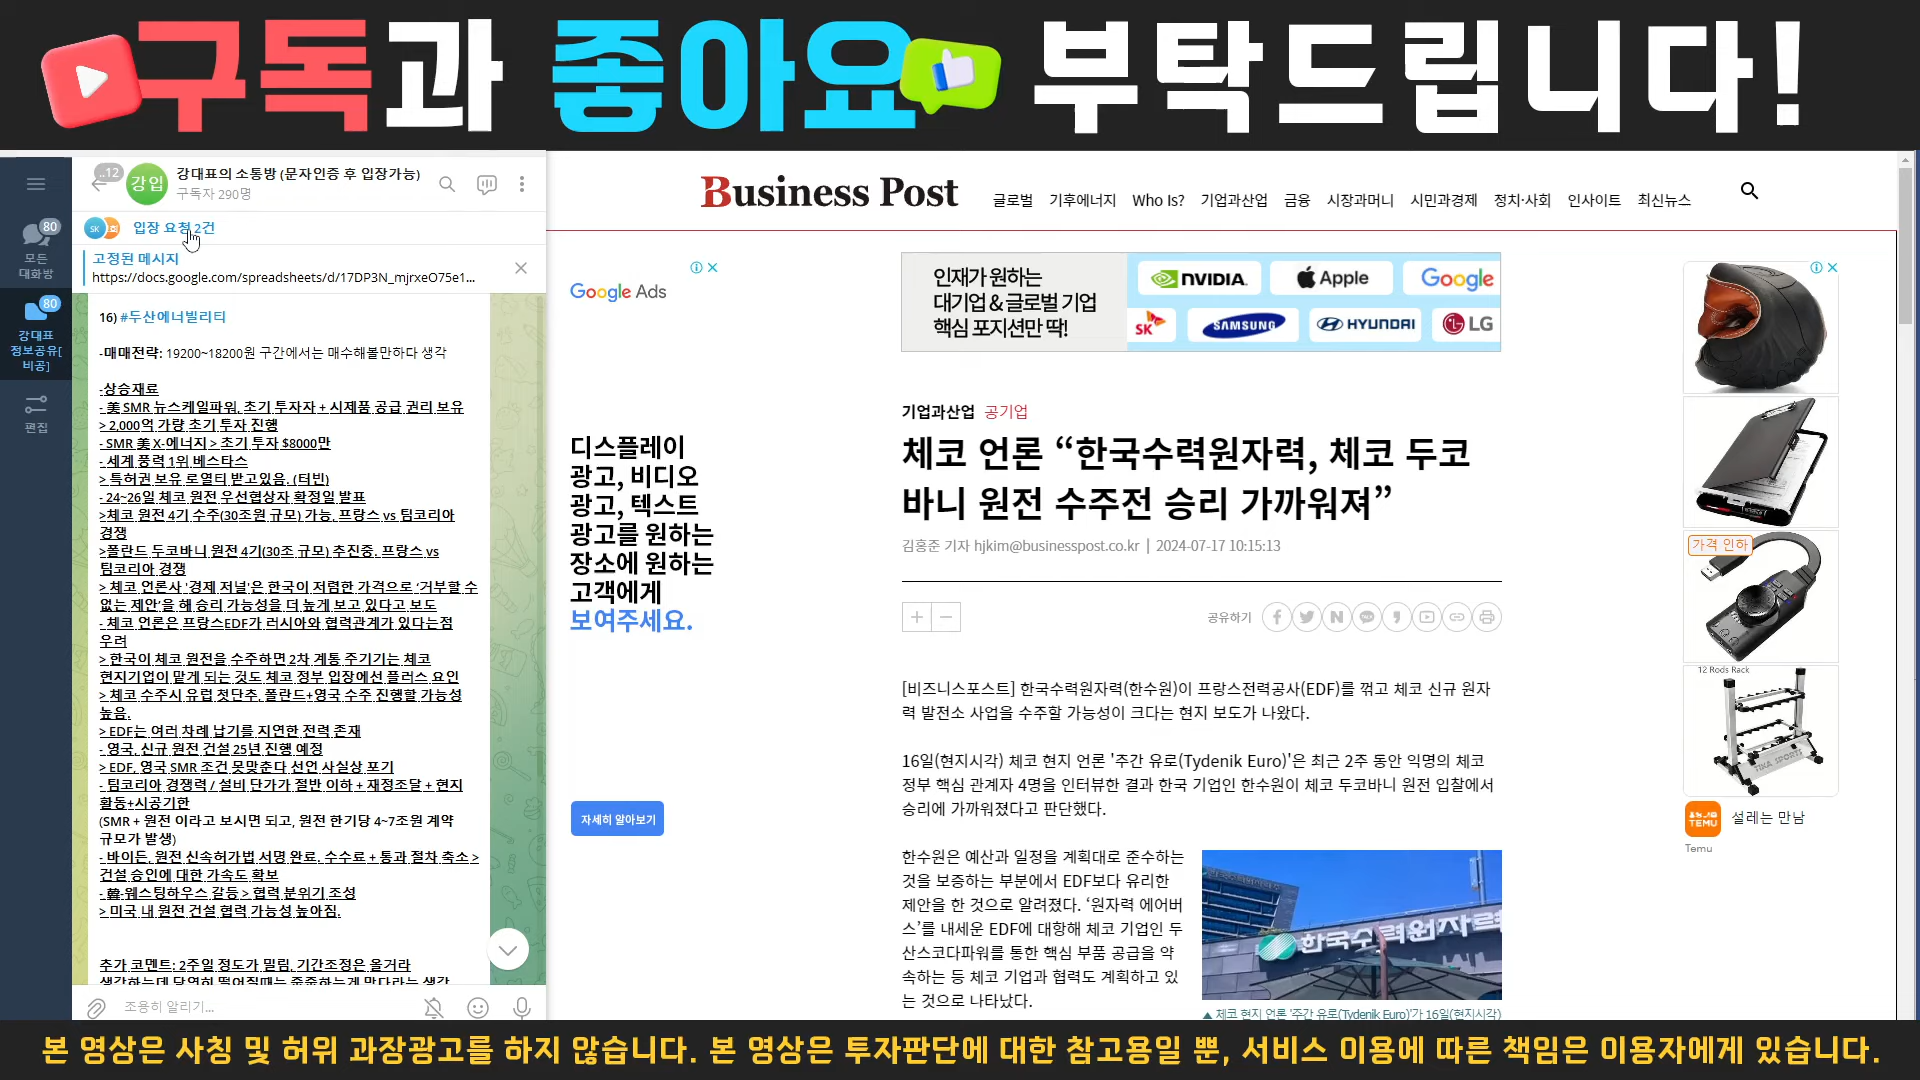 구독과 좋아요 부탁드립니다!
..12
강입
강대표의 소통방 (문자인증 후 입장가능)
구독자 290명
80
모든
대화방
80
강대표
정보공유[
비공]
편집
SK
입장 요청 2건
고정된 메시지
https://docs.google.com/spreadsheets/d/17DP3N_mjrxeO75e1...
16) #두산에너빌리티
-매매전략: 19200~18200원 구간에서는 매수해볼만하다 생각
-상승재료
- 美 SMR 뉴스케일파워, 초기 투자자 + 시제품 공급 권리 보유
> 2,000억 가량 초기 투자 진행
- SMR 美 X-에너지 > 초기 투자 $8000만
- 세계 풍력 1위 베스타스
> 특허권 보유 로열티 받고있음. (터빈)
- 24~26일 체코 원전 우선협상자 확정일 발표
>체코 원전 4기 수주(30조원 규모) 가능, 프랑스 vs 팀코리아
경쟁
>폴란드 두코바니 원전 4기(30조 규모) 추진중. 프랑스 vs
팀코리아 경쟁
> 체코 언론사 '경제 저널'은 한국이 저렴한 가격으로 ‘거부할 수
없는 제안’을 해 승리 가능성을 더 높게 보고 있다고 보도
- 체코 언론은 프랑스EDF가 러시아와 협력관계가 있다는점
우려
> 한국이 체코 원전을 수주하면 2차 계통 주기기는 체코
현지기업이 맡게 되는 것도 체코 정부 입장에선 플러스 요인
> 체코 수주시 유럽 첫단추. 폴란드+영국 수주 진행할 가능성
높음.
> EDF는 여러 차례 납기를 지연한 전력 존재
- 영국, 신규 원전 건설 25년 진행 예정
> EDF, 영국 SMR 조건 못맞춘다 선언 사실상 포기
- 팀코리아 경쟁력 / 설비 단가가 절반 이하 + 재정조달 + 현지
활동+시공기한
(SMR + 원전 이라고 보시면 되고, 원전 한기당 4~7조원 계약
규모가 발생)
- 바이든, 원전 신속허가법 서명 완료. 수수료 + 통과 절차 축소 >
건설 승인에 대한 가속도 확보
- 韓-웨스팅하우스 갈등 > 협력 분위기 조성
> 미국 내 원전 건설 협력 가능성 높아짐.
추가 코멘트: 2주일 정도가 밀림, 기간조정은 올거라
조용히 알리기...
Business Post
글로벌 기후에너지 Who Is? 기업과산업 금융 시장과머니 시민과경제 정치·사회 인사이트 최신뉴스
Google Ads
디스플레이
광고, 비디오
광고, 텍스트
광고를 원하는
장소에 원하는
고객에게
보여주세요.
자세히 알아보기
인재가 원하는
대기업 & 글로벌 기업
핵심 포지션만 딱!
NVIDIA. Apple Google
SK SAMSUNG HYUNDAI LG
기업과산업 공기업
체코 언론 “한국수력원자력, 체코 두코
바니 원전 수주전 승리 가까워져”
김홍준 기자 hjkim@businesspost.co.kr | 2024-07-17 10:15:13
공유하기
[비즈니스포스트] 한국수력원자력(한수원)이 프랑스전력공사(EDF)를 꺾고 체코 신규 원자
력 발전소 사업을 수주할 가능성이 크다는 현지 보도가 나왔다.
16일(현지시각) 체코 현지 언론 '주간 유로(Tydenik Euro)'은 최근 2주 동안 익명의 체코
정부 핵심 관계자 4명을 인터뷰한 결과 한국 기업인 한수원이 체코 두코바니 원전 입찰에서
승리에 가까워졌다고 판단했다.
한수원은 예산과 일정을 계획대로 준수하는
것을 보증하는 부분에서 EDF보다 유리한
제안을 한 것으로 알려졌다. ‘원자력 에어버
스’를 내세운 EDF에 대항해 체코 기업인 두
산스코다파워를 통한 핵심 부품 공급을 약
속하는 등 체코 기업과 협력도 계획하고 있
는 것으로 나타났다.
한국수력원자력
▲ 체코 현지 언론 '주간 유로(Tydenik Euro)'가 16일(현지시각)
가격 인하
12 Rods Rack
TIKA SPORTS
TEMU
설레는 만남
Temu
본 영상은 사칭 및 허위 과장광고를 하지 않습니다. 본 영상은 투자판단에 대한 참고용일 뿐, 서비스 이용에 따른 책임은 이용자에게 있습니다.